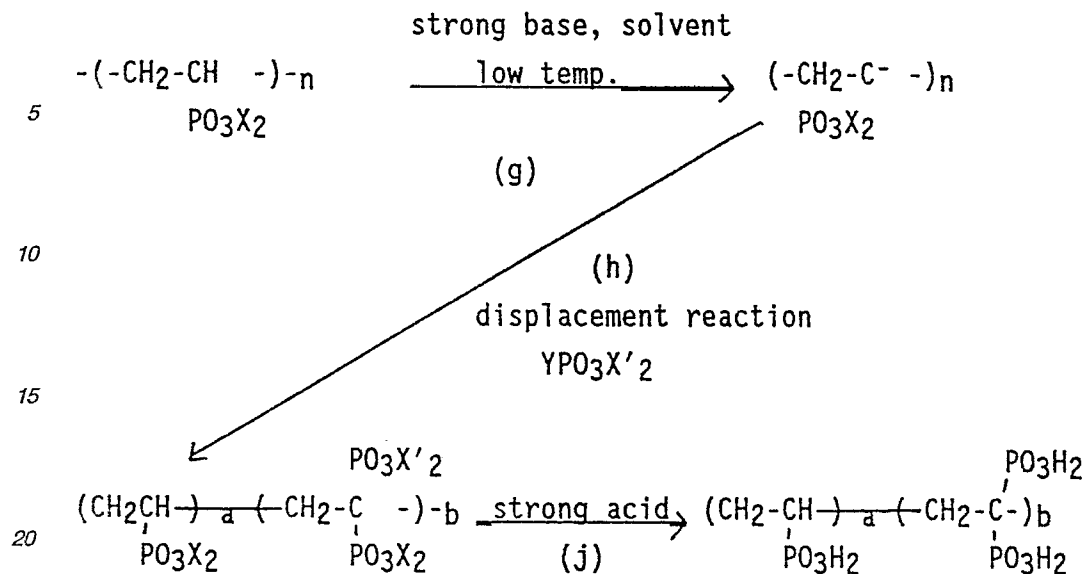 strong base, solvent
-(-CH2-CH -)-n low temp. (-CH2-C- -)n
5 PO3X2 PO3X2
(g)
10
(h)
displacement reaction
YPO3X'2
15
PO3X'2 PO3H2
(CH2CH-)a(-CH2-C -)-b strong acid (CH2-CH-)a(-CH2-C-)b
20 PO3X2 PO3X2 (j) PO3H2 PO3H2